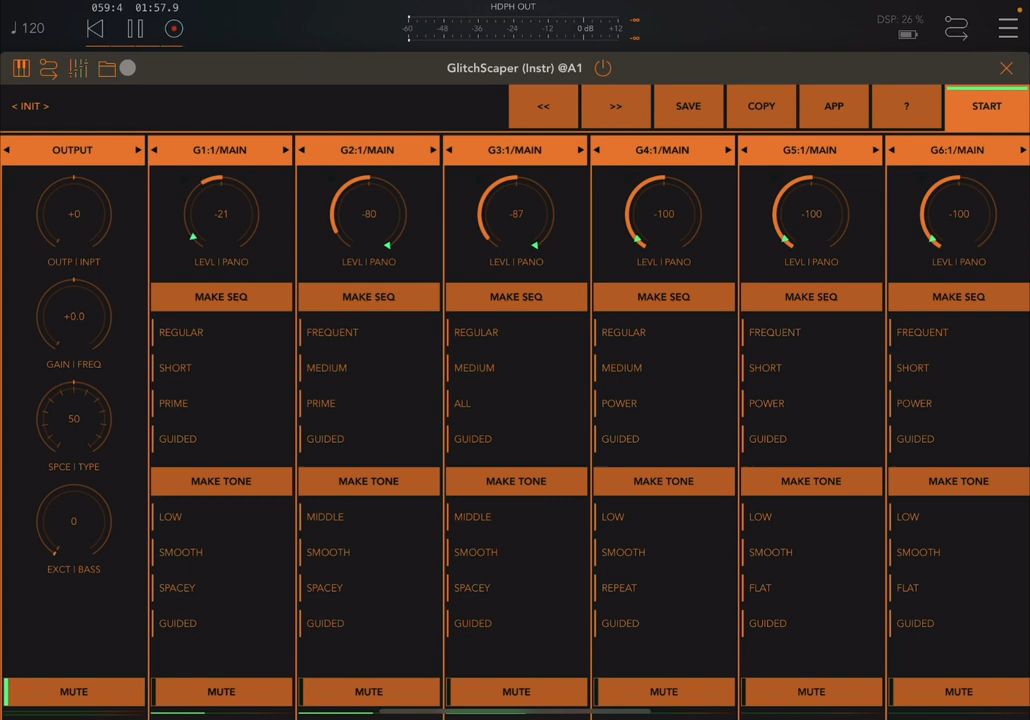 059:4 01:57.9 HDPH OUT
♩ 120 -60 -48 -36 -24 -12 0 dB +12 -∞ -∞ DSP: 26 %
GlitchScaper (Instr) @A1
< INIT > << >> SAVE COPY APP ? START
OUTPUT G1:1/MAIN G2:1/MAIN G3:1/MAIN G4:1/MAIN G5:1/MAIN G6:1/MAIN
+0 -21 -80 -87 -100 -100 -100
OUTP | INPT LEVL | PANO LEVL | PANO LEVL | PANO LEVL | PANO LEVL | PANO LEVL | PANO
MAKE SEQ MAKE SEQ MAKE SEQ MAKE SEQ MAKE SEQ MAKE SEQ
+0.0
REGULAR FREQUENT REGULAR REGULAR FREQUENT FREQUENT
GAIN | FREQ SHORT MEDIUM MEDIUM MEDIUM SHORT SHORT
PRIME PRIME ALL POWER POWER POWER
50
GUIDED GUIDED GUIDED GUIDED GUIDED GUIDED
SPCE | TYPE
MAKE TONE MAKE TONE MAKE TONE MAKE TONE MAKE TONE MAKE TONE
0 LOW MIDDLE MIDDLE LOW LOW LOW
SMOOTH SMOOTH SMOOTH SMOOTH SMOOTH SMOOTH
EXCT | BASS
SPACEY SPACEY SPACEY REPEAT FLAT FLAT
GUIDED GUIDED GUIDED GUIDED GUIDED GUIDED
MUTE MUTE MUTE MUTE MUTE MUTE MUTE